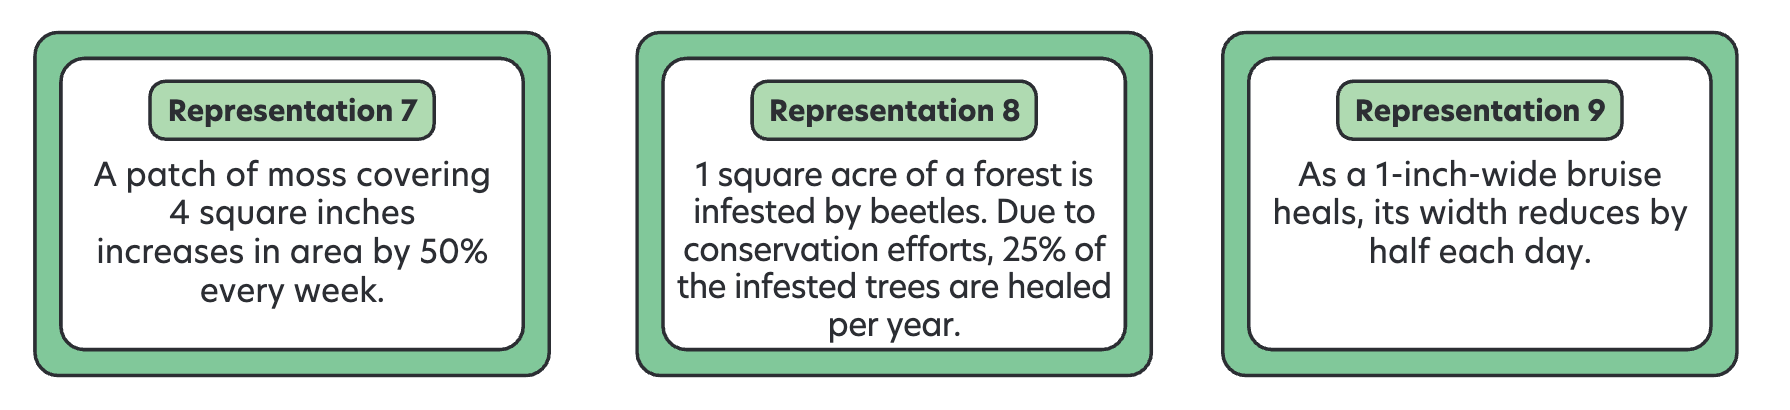 Representation 7
A patch of moss covering
4 square inches
increases in area by 50%
every week.
Representation 8
1 square acre of a forest is
infested by beetles. Due to
conservation efforts, 25% of
the infested trees are healed
per year.
Representation 9
As a 1-inch-wide bruise
heals, its width reduces by
half each day.